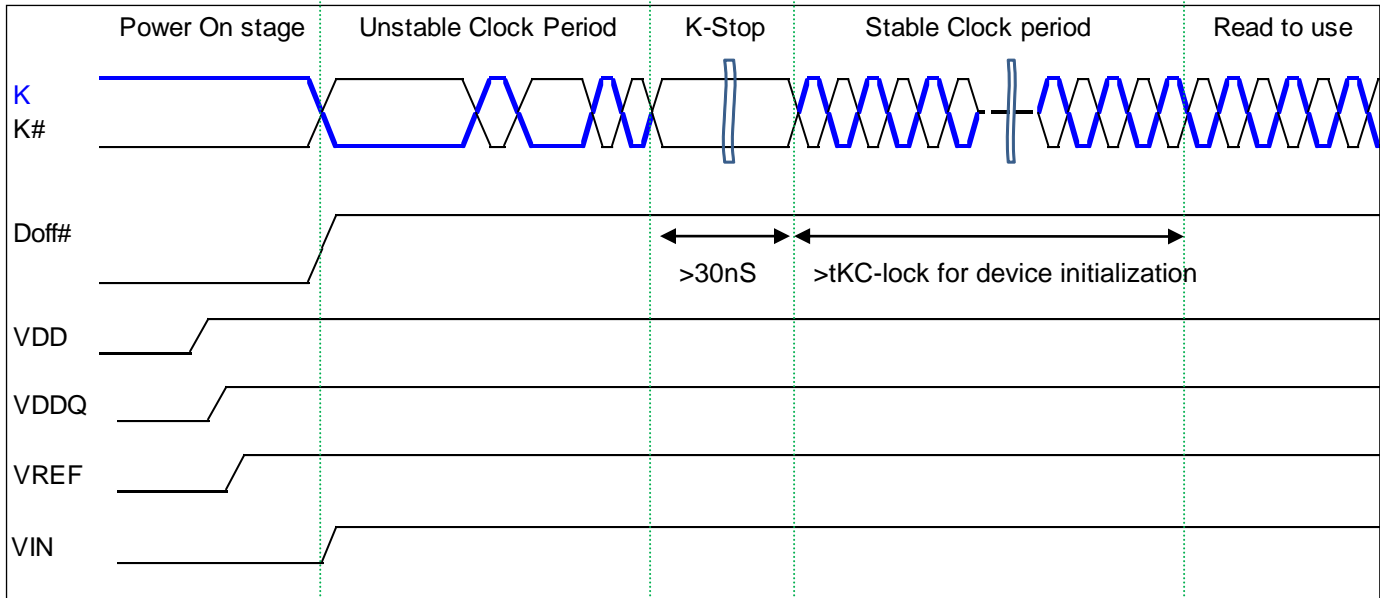 Power On stage Unstable Clock Period K-Stop Stable Clock period Read to use
K
K#
Doff#
>30nS >tKC-lock for device initialization
VDD
VDDQ
VREF
VIN